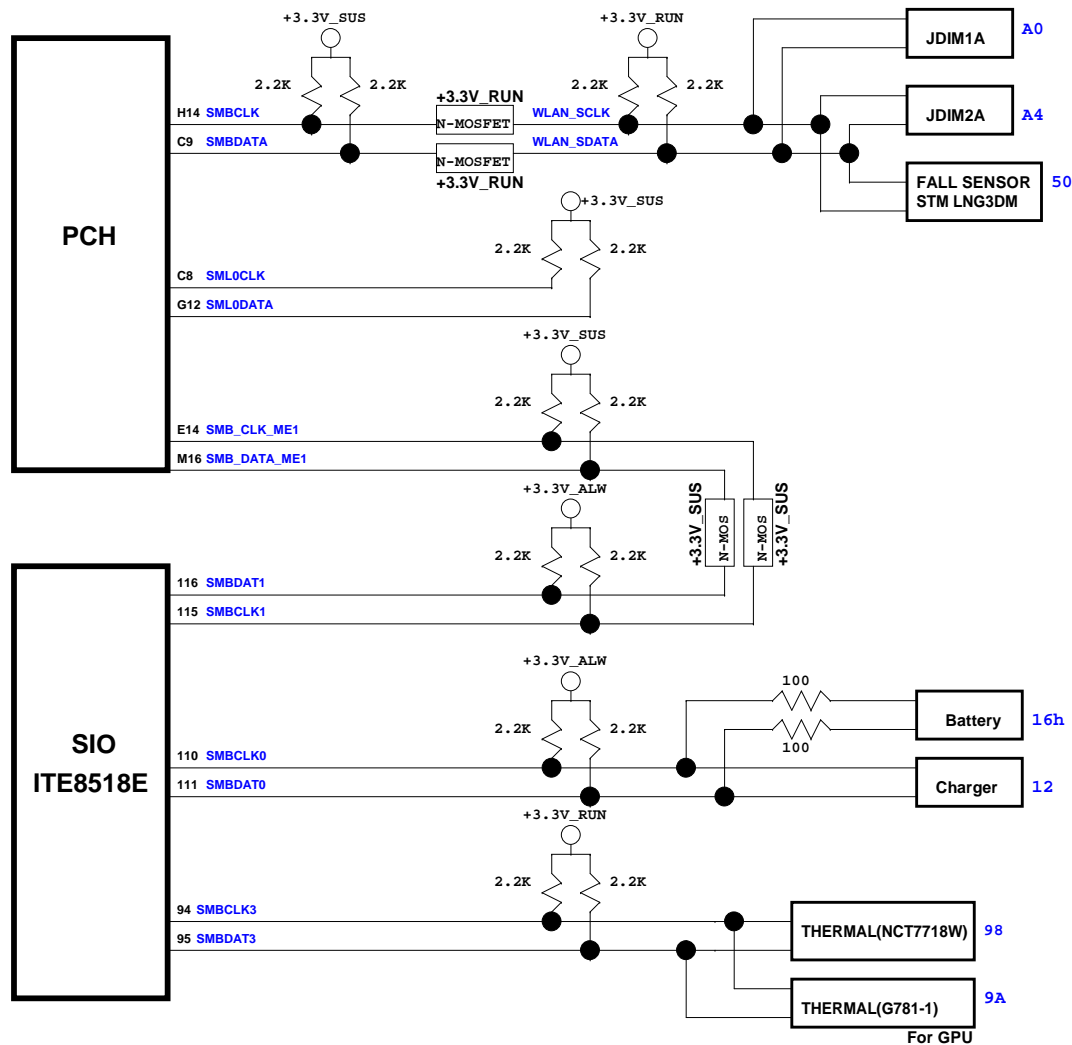 +3.3V_SUS
+3.3V_RUN
JDIM1A
A0
2.2K
2.2K
2.2K
2.2K
+3.3V_RUN
H14 SMBCLK
N-MOSFET
WLAN_SCLK
JDIM2A
A4
C9 SMBDATA
N-MOSFET
WLAN_SDATA
+3.3V_RUN
FALL SENSOR
STM LNG3DM
50
PCH
+3.3V_SUS
2.2K
2.2K
C8 SML0CLK
G12 SML0DATA
+3.3V_SUS
2.2K
2.2K
E14 SMB_CLK_ME1
M16 SMB_DATA_ME1
+3.3V_ALW
+3.3V_SUS
N-MOS
N-MOS
+3.3V_SUS
2.2K
2.2K
116 SMBDAT1
115 SMBCLK1
+3.3V_ALW
100
2.2K
2.2K
Battery
16h
100
SIO
ITE8518E
110 SMBCLK0
111 SMBDAT0
Charger
12
+3.3V_RUN
2.2K
2.2K
94 SMBCLK3
95 SMBDAT3
THERMAL(NCT7718W)
98
THERMAL(G781-1)
9A
For GPU